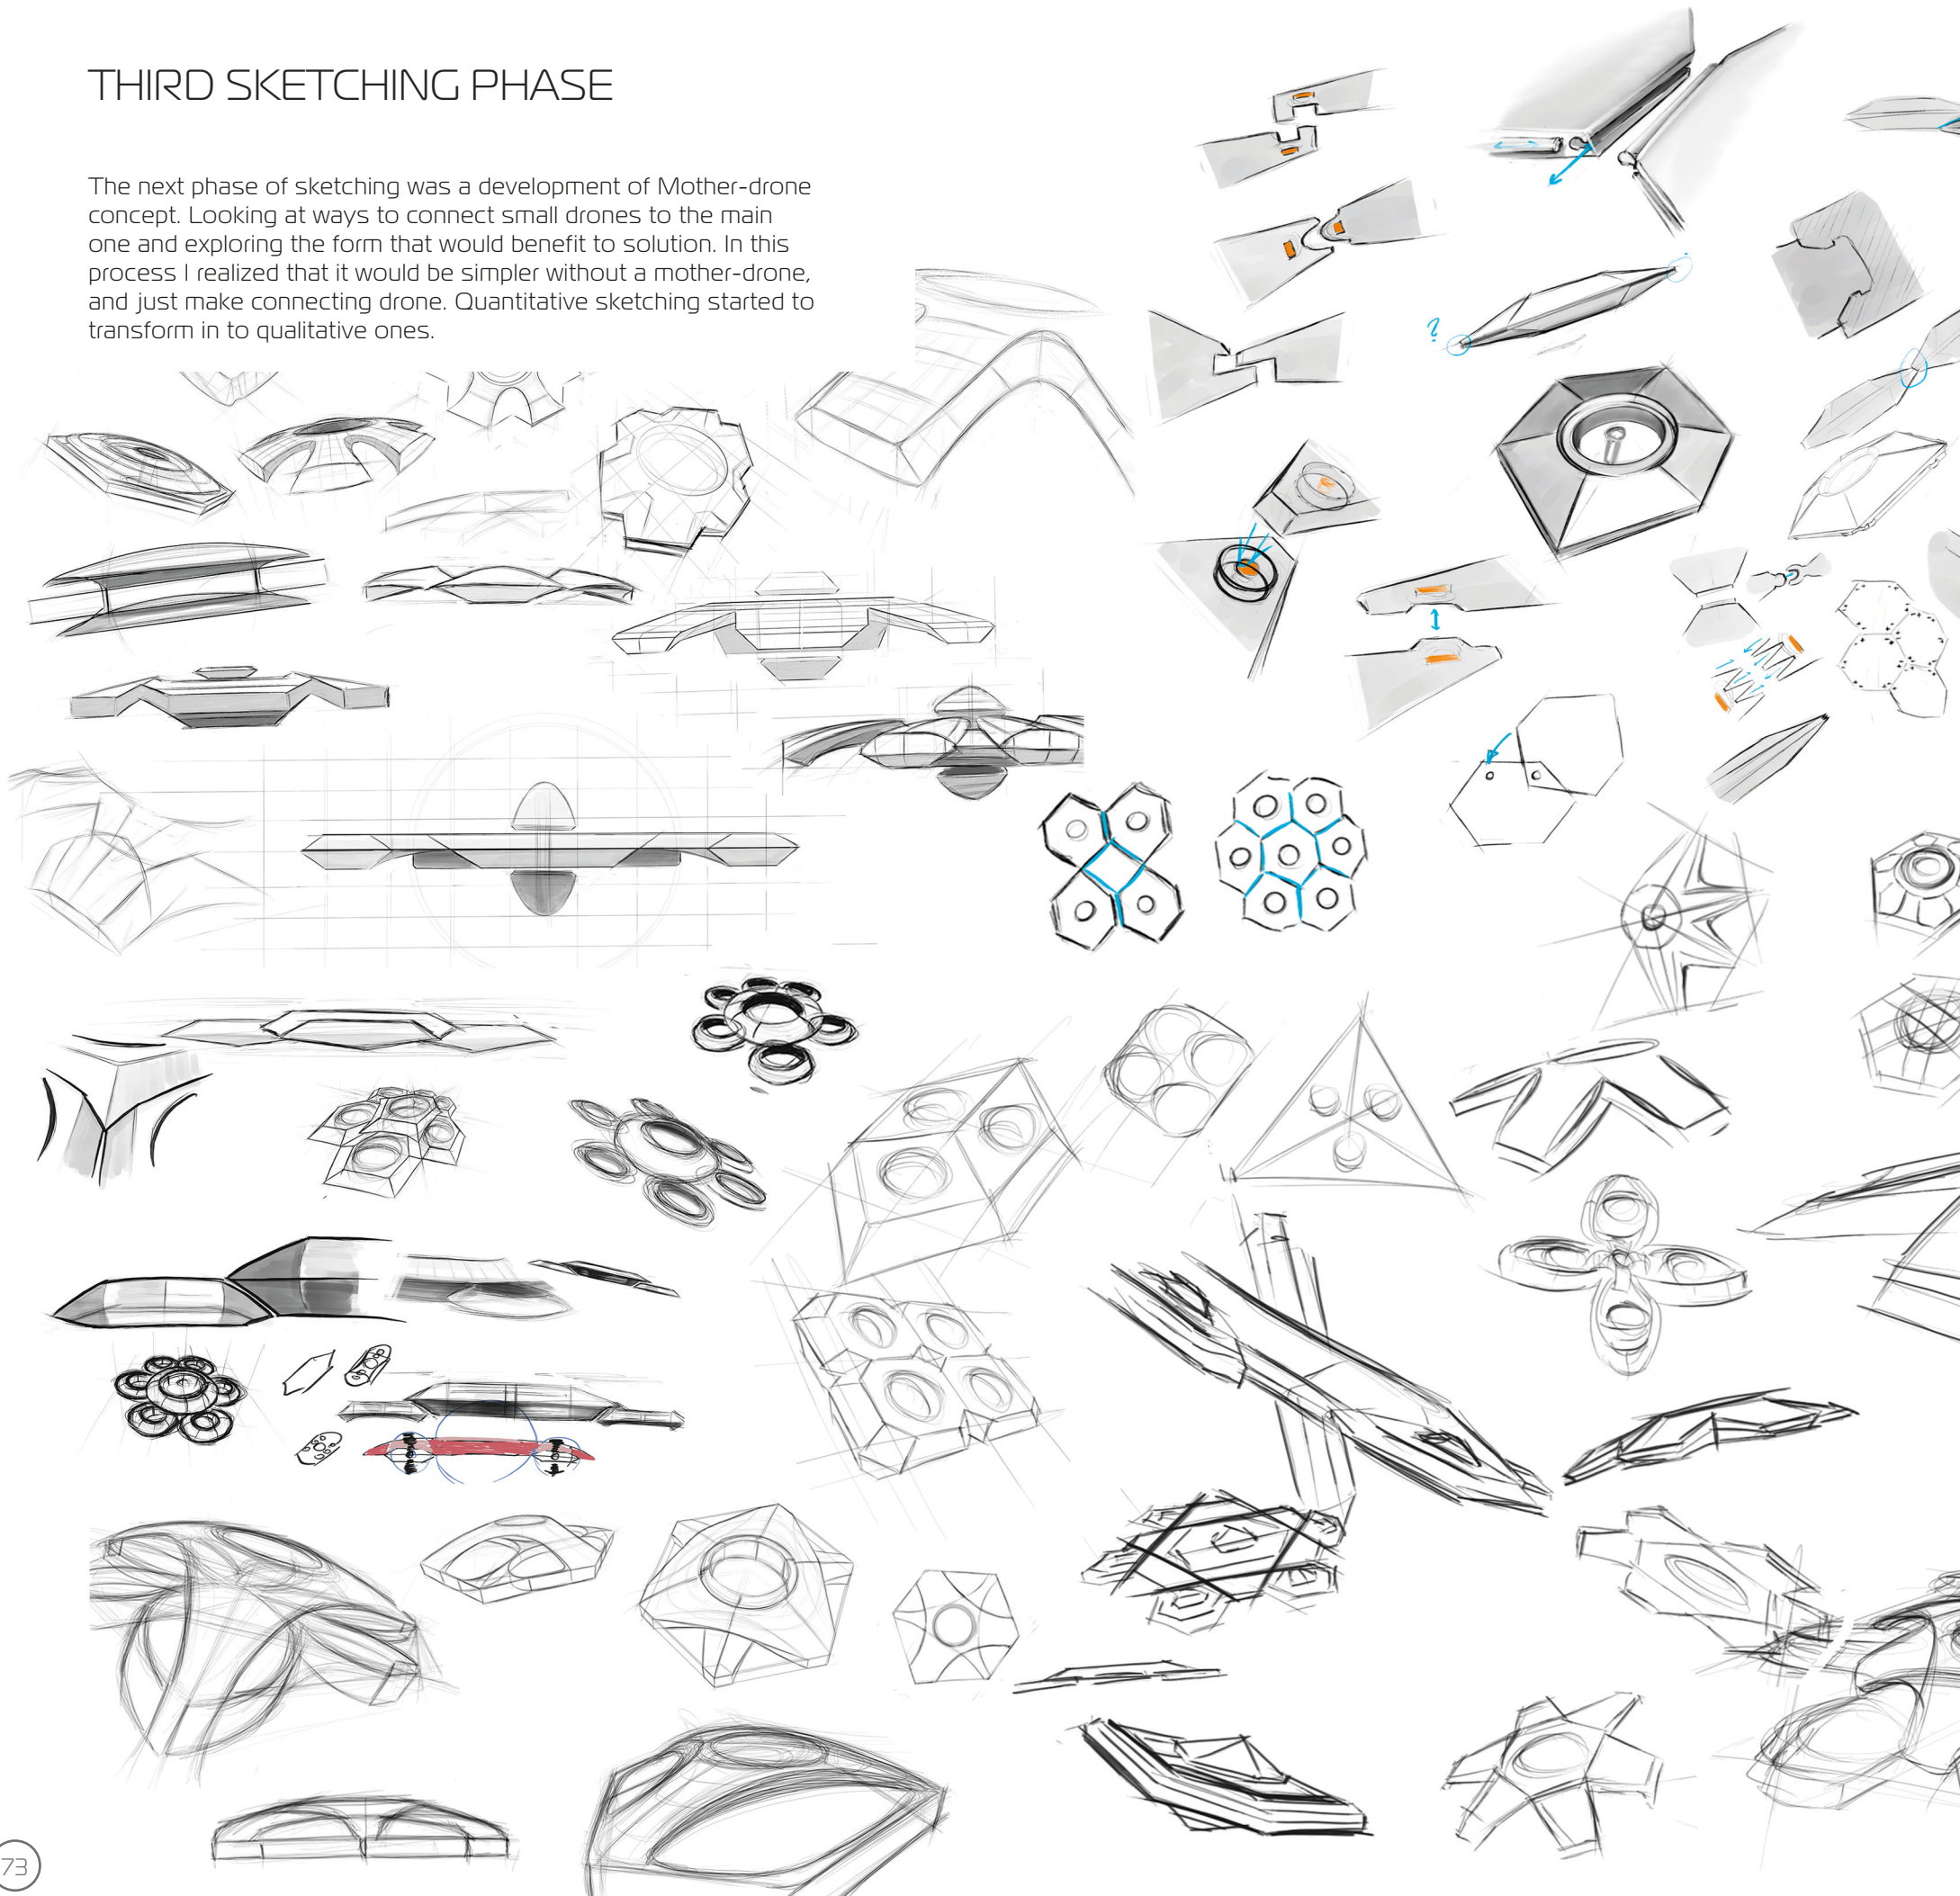 THIRD SKETCHING PHASE
The next phase of sketching was a development of Mother-drone
concept. Looking at ways to connect small drones to the main
one and exploring the form that would benefit to solution. In this
process I realized that it would be simpler without a mother-drone,
and just make connecting drone. Quantitative sketching started to
transform in to qualitative ones.
?
73